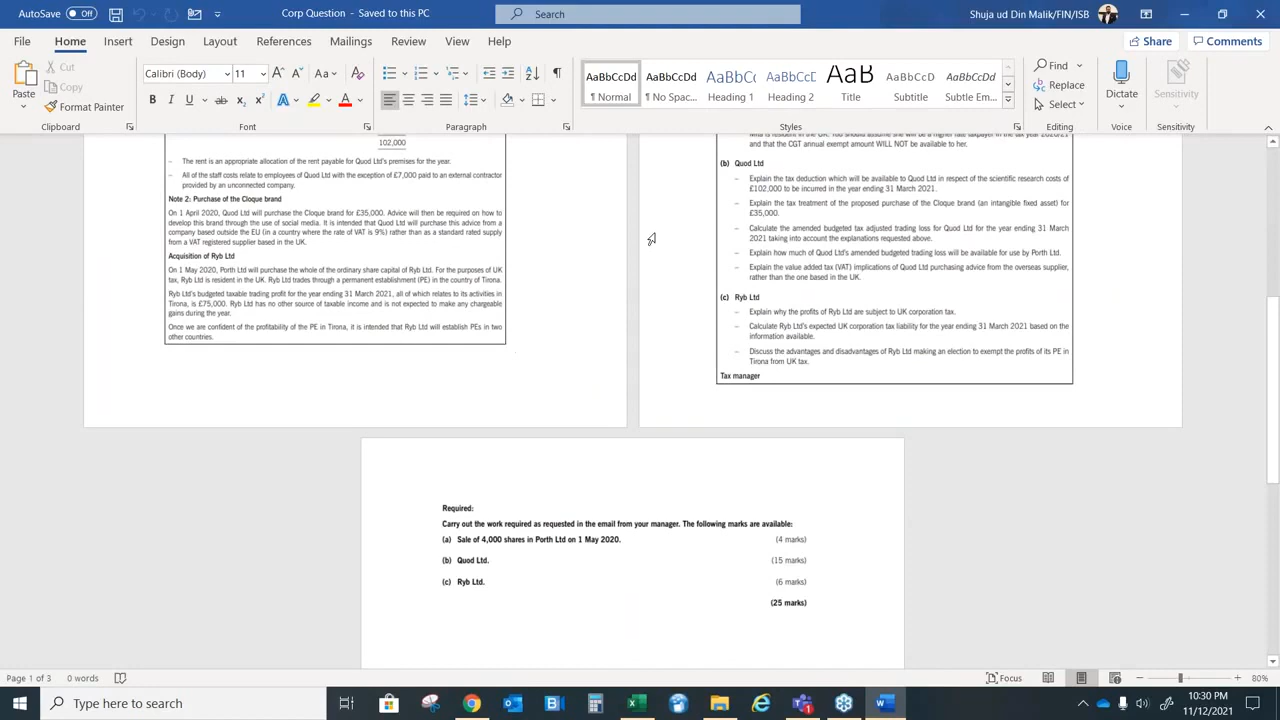 AutoSave Off
File Home Insert Design Layout References Mailings Review View Help Share Comments
Paste Cut Copy Format Painter
Calibri (Body) 11
AaBbCcDd AaBbCcDd AaBbC AaBbCcE AaB AaBbCcD AaBbCcDd
¶ Normal ¶ No Spac... Heading 1 Heading 2 Title Subtitle Subtle Em...
Find Replace Select Dictate Sensitivity
Clipboard Font Paragraph Styles Editing Voice Sensitivity
102,000
– The rent is an appropriate allocation of the rent payable for Quod Ltd's premises for the year.
– All of the staff costs relate to employees of Quod Ltd with the exception of £7,000 paid to an external contractor
provided by an unconnected company.
Note 2: Purchase of the Cloque brand
On 1 April 2020, Quod Ltd will purchase the Cloque brand for £35,000. Advice will then be required on how to
develop this brand through the use of social media. It is intended that Quod Ltd will purchase this advice from a
company based outside the EU (in a country where the rate of VAT is 9%) rather than as a standard rated supply
from a VAT registered supplier based in the UK.
Acquisition of Ryb Ltd
On 1 May 2020, Porth Ltd will purchase the whole of the ordinary share capital of Ryb Ltd. For the purposes of UK
tax, Ryb Ltd is resident in the UK. Ryb Ltd trades through a permanent establishment (PE) in the country of Tirona.
Ryb Ltd's budgeted taxable trading profit for the year ending 31 March 2021, all of which relates to its activities in
Tirona, is £75,000. Ryb Ltd has no other source of taxable income and is not expected to make any chargeable
gains during the year.
Once we are confident of the profitability of the PE in Tirona, it is intended that Ryb Ltd will establish PEs in two
other countries.
Mita is resident in the UK. You should assume she will be a higher rate taxpayer in the tax year 2020/21
and that the CGT annual exempt amount WILL NOT be available to her.
(b) Quod Ltd
– Explain the tax deduction which will be available to Quod Ltd in respect of the scientific research costs of
£102,000 to be incurred in the year ending 31 March 2021.
– Explain the tax treatment of the proposed purchase of the Cloque brand (an intangible fixed asset) for
£35,000.
– Calculate the amended budgeted tax adjusted trading loss for Quod Ltd for the year ending 31 March
2021 taking into account the explanations requested above.
– Explain how much of Quod Ltd's amended budgeted trading loss will be available for use by Porth Ltd.
– Explain the value added tax (VAT) implications of Quod Ltd purchasing advice from the overseas supplier,
rather than the one based in the UK.
(c) Ryb Ltd
– Explain why the profits of Ryb Ltd are subject to UK corporation tax.
– Calculate Ryb Ltd's expected UK corporation tax liability for the year ending 31 March 2021 based on the
information available.
– Discuss the advantages and disadvantages of Ryb Ltd making an election to exempt the profits of its PE in
Tirona from UK tax.
Tax manager
Required:
Carry out the work required as requested in the email from your manager. The following marks are available:
(a) Sale of 4,000 shares in Porth Ltd on 1 May 2020. (4 marks)
(b) Quod Ltd. (15 marks)
(c) Ryb Ltd. (6 marks)
(25 marks)
Page 1 of 3 0 words Focus 80%
Type here to search
10:30 PM
11/12/2021